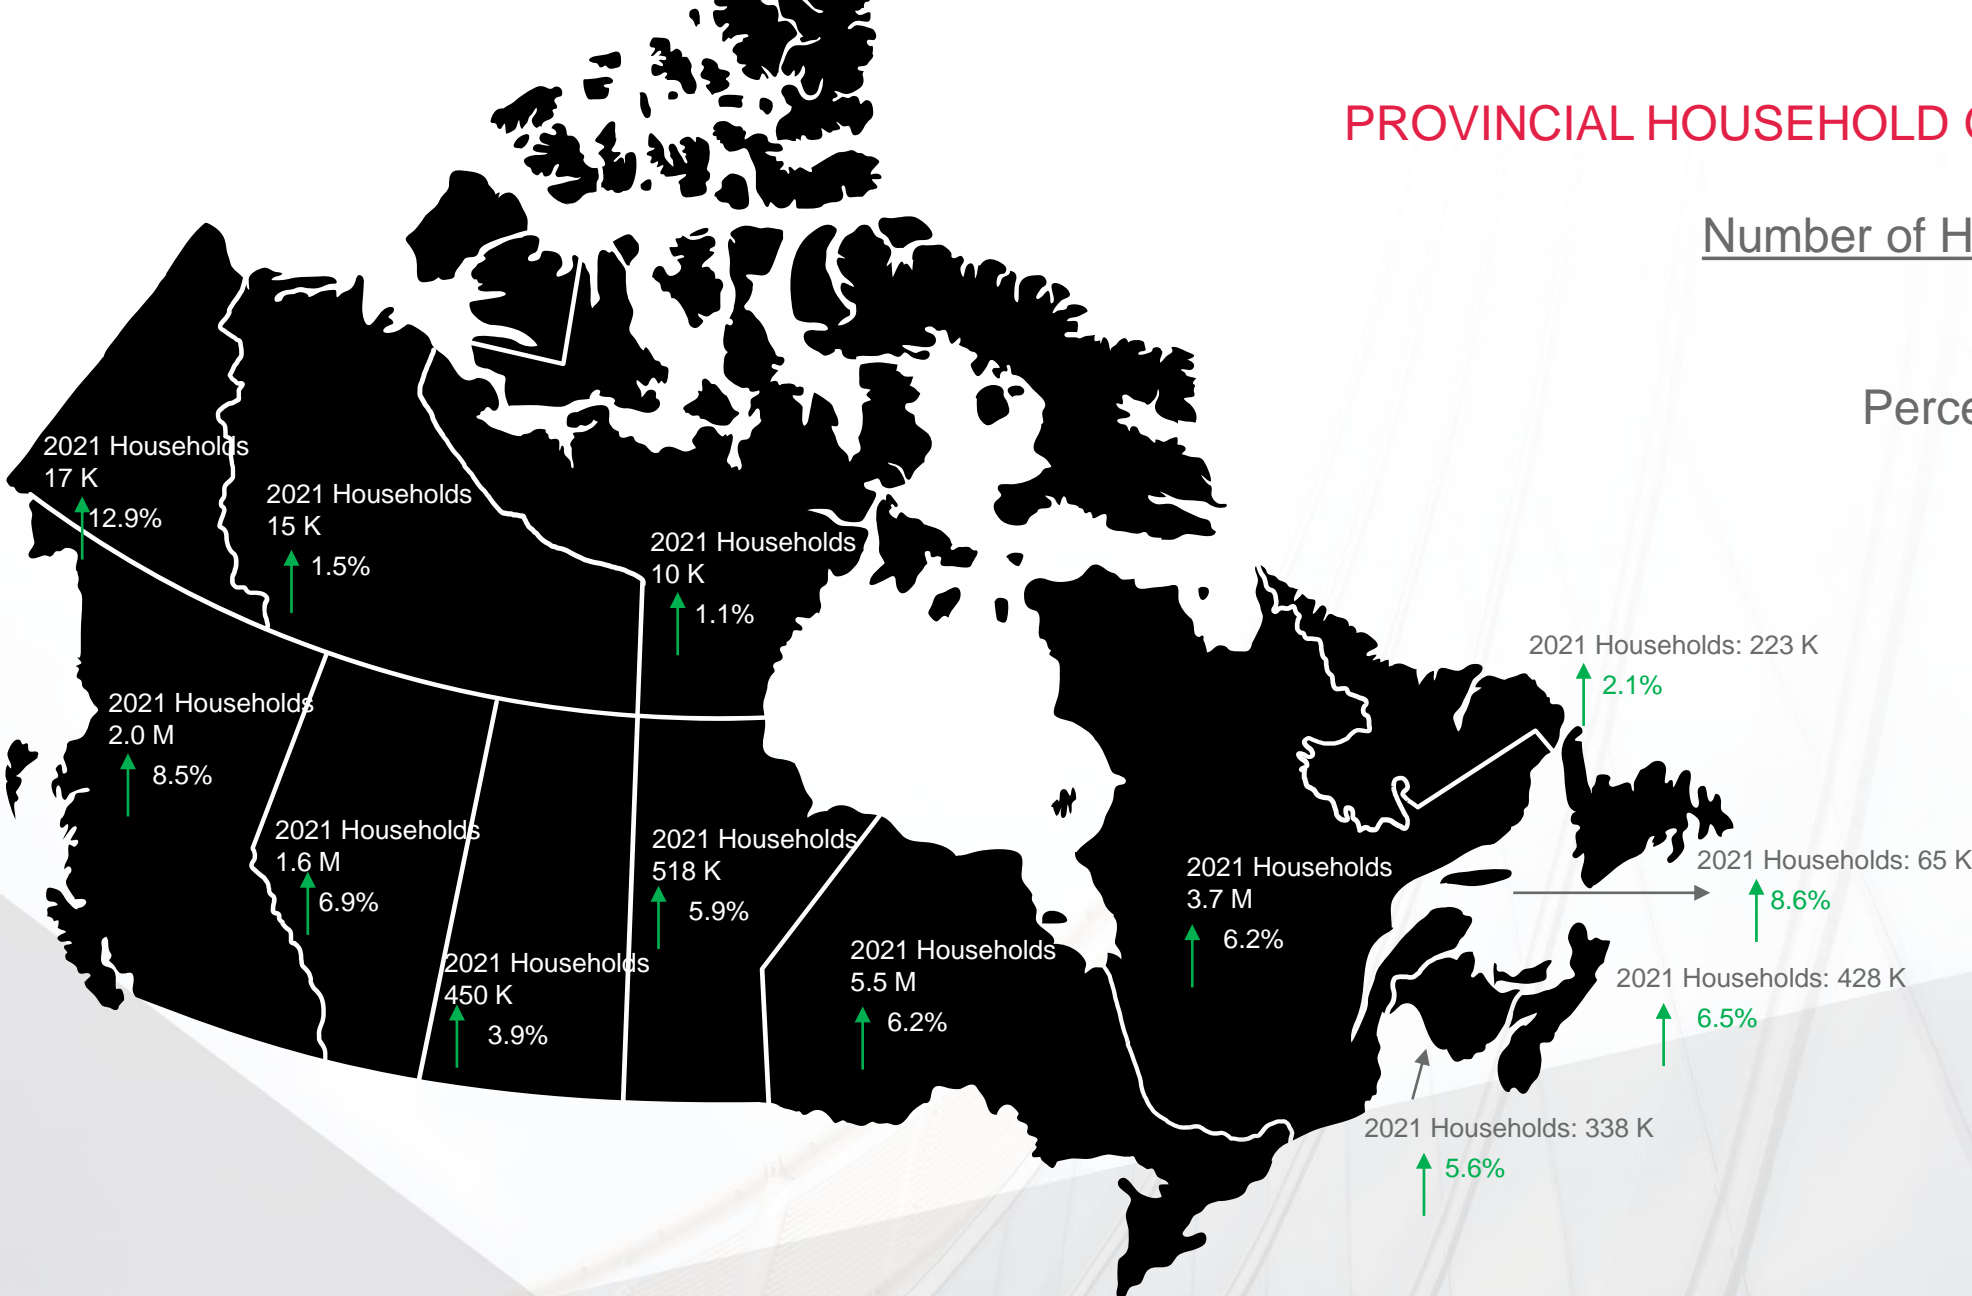 PROVINCIAL HOUSEHOLD
Number of H
Perce
2021 Households
17 K
12.9%
2021 Households
15 K
1.5%
2021 Households
10 K
1.1%
2021 Households: 223 K
2.1%
2021 Households
2.0 M
8.5%
2021 Households
1.6 M
6.9%
2021 Households
518 K
5.9%
2021 Households
3.7 M
6.2%
2021 Households: 65 K
8.6%
2021 Households
450 K
3.9%
2021 Households
5.5 M
6.2%
2021 Households: 428 K
6.5%
2021 Households: 338 K
5.6%